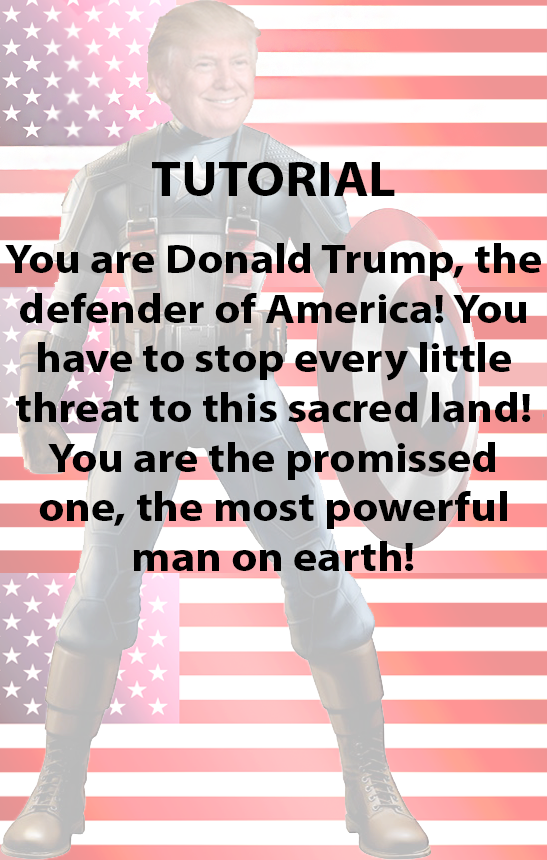 TUTORIAL
You are Donald Trump, the
defender of America! You
have to stop every little
threat to this sacred land!
You are the promissed
one, the most powerful
man on earth!